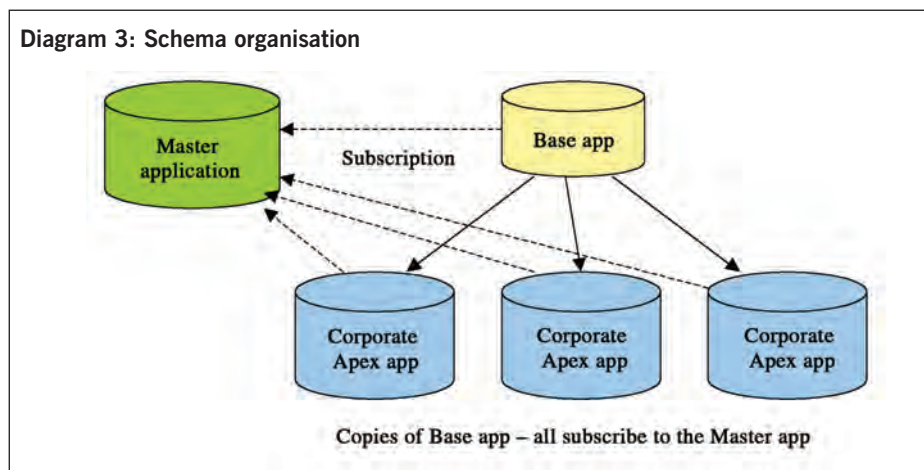 Diagram 3: Schema organisation
Master
application
Subscription
Base app
Corporate
Apex app
Corporate
Apex app
Corporate
Apex app
Copies of Base app – all subscribe to the Master app